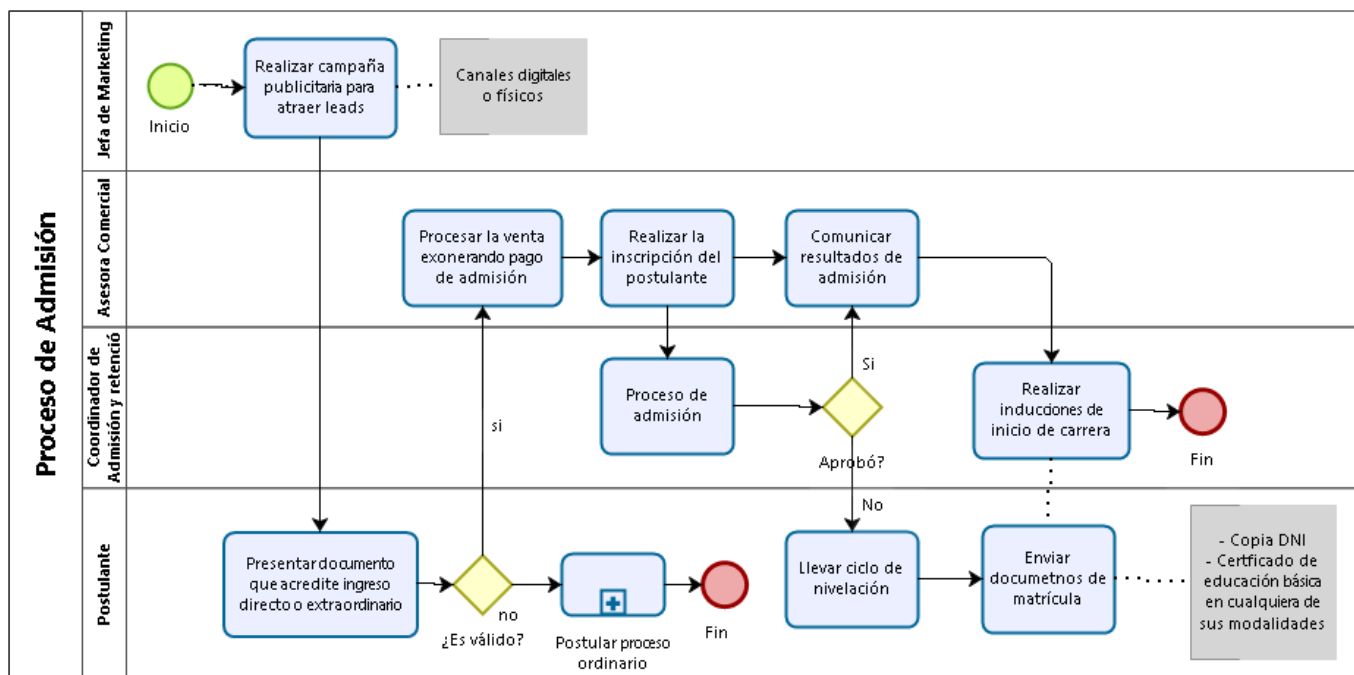 Proceso de Admisión
Jefa de Marketing
Inicio
Realizar campaña
publicitaria para
atraer leads
Canales digitales
o físicos
Asesora Comercial
Procesar la venta
exonerando pago
de admisión
Realizar la
inscripción del
postulante
Comunicar
resultados de
admisión
Coordinador de
Admisión y retenció
si
Proceso de
admisión
Si
Aprobó?
No
Realizar
inducciones de
inicio de carrera
Fin
Postulante
Presentar documento
que acredite ingreso
directo o extraordinario
¿Es válido?
no
Postular proceso
ordinario
Fin
Llevar ciclo de
nivelación
Enviar
documetnos de
matrícula
- Copia DNI
- Certficado de
educación básica
en cualquiera de
sus modalidades